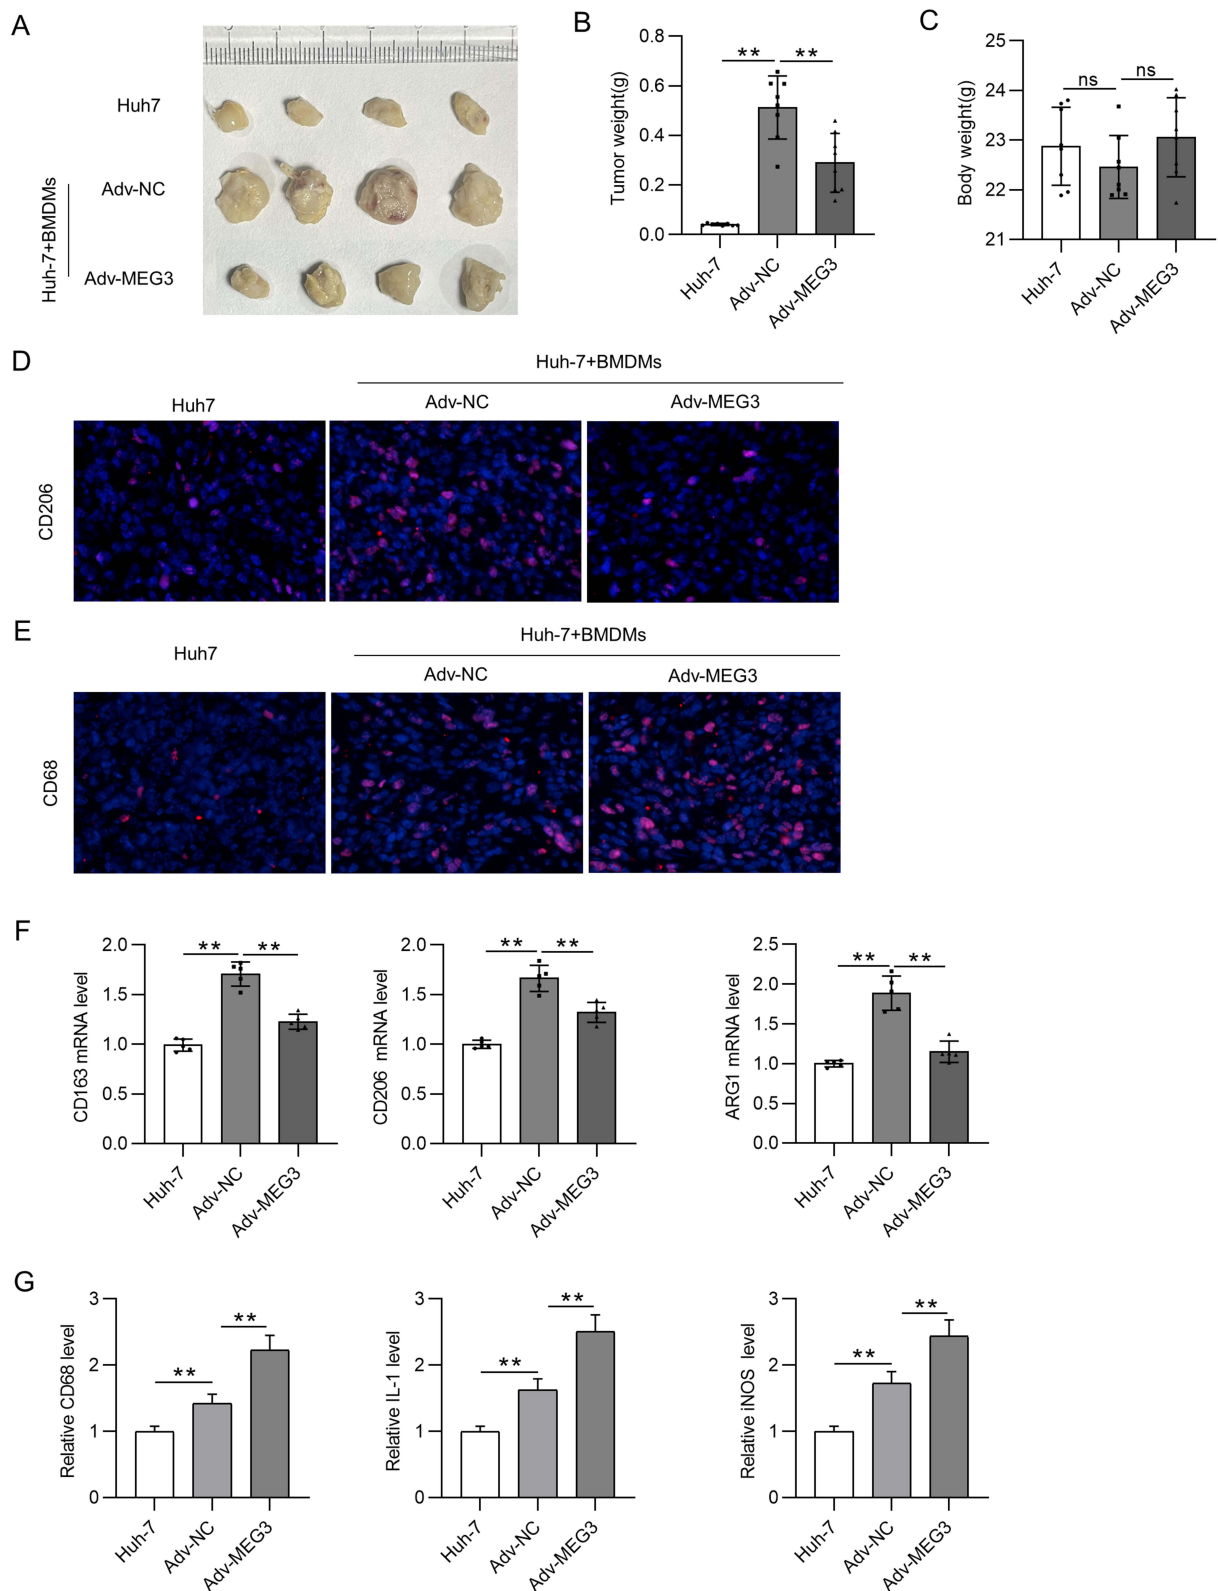 A
Huh7
Adv-NC
Adv-MEG3
Huh-7+BMDMs
B
Tumor weight(g)
0.8
0.6
0.4
0.2
0.0
**
**
Huh-7
Adv-NC
Adv-MEG3
C
Body weight(g)
25
24
23
22
21
ns
ns
Huh-7
Adv-NC
Adv-MEG3
D
Huh-7+BMDMs
Huh7
Adv-NC
Adv-MEG3
CD206
E
Huh-7+BMDMs
Huh7
Adv-NC
Adv-MEG3
CD68
F
CD163 mRNA level
2.0
1.5
1.0
0.5
0.0
**
**
Huh-7
Adv-NC
Adv-MEG3
CD206 mRNA level
2.0
1.5
1.0
0.5
0.0
**
**
Huh-7
Adv-NC
Adv-MEG3
ARG1 mRNA level
2.5
2.0
1.5
1.0
0.5
0.0
**
**
Huh-7
Adv-NC
Adv-MEG3
G
Relative CD68 level
3
2
1
0
**
**
Huh-7
Adv-NC
Adv-MEG3
Relative IL-1 level
3
2
1
0
**
**
Huh-7
Adv-NC
Adv-MEG3
Relative iNOS level
3
2
1
0
**
**
Huh-7
Adv-NC
Adv-MEG3